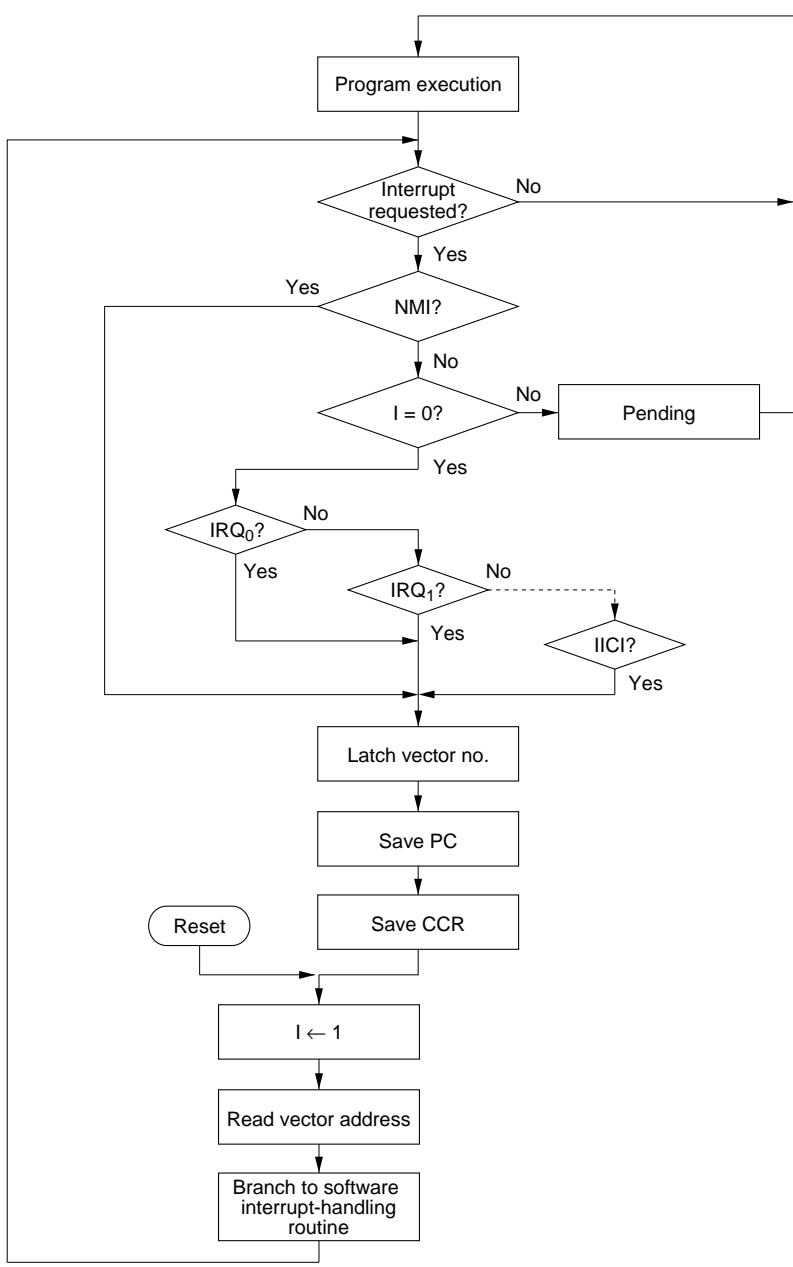 Program execution
Interrupt
requested?
No
Yes
Yes
NMI?
No
I = 0?
No
Pending
Yes
IRQ0?
No
Yes
IRQ1?
No
Yes
IICI?
Yes
Latch vector no.
Save PC
Save CCR
Reset
I ← 1
Read vector address
Branch to software
interrupt-handling
routine